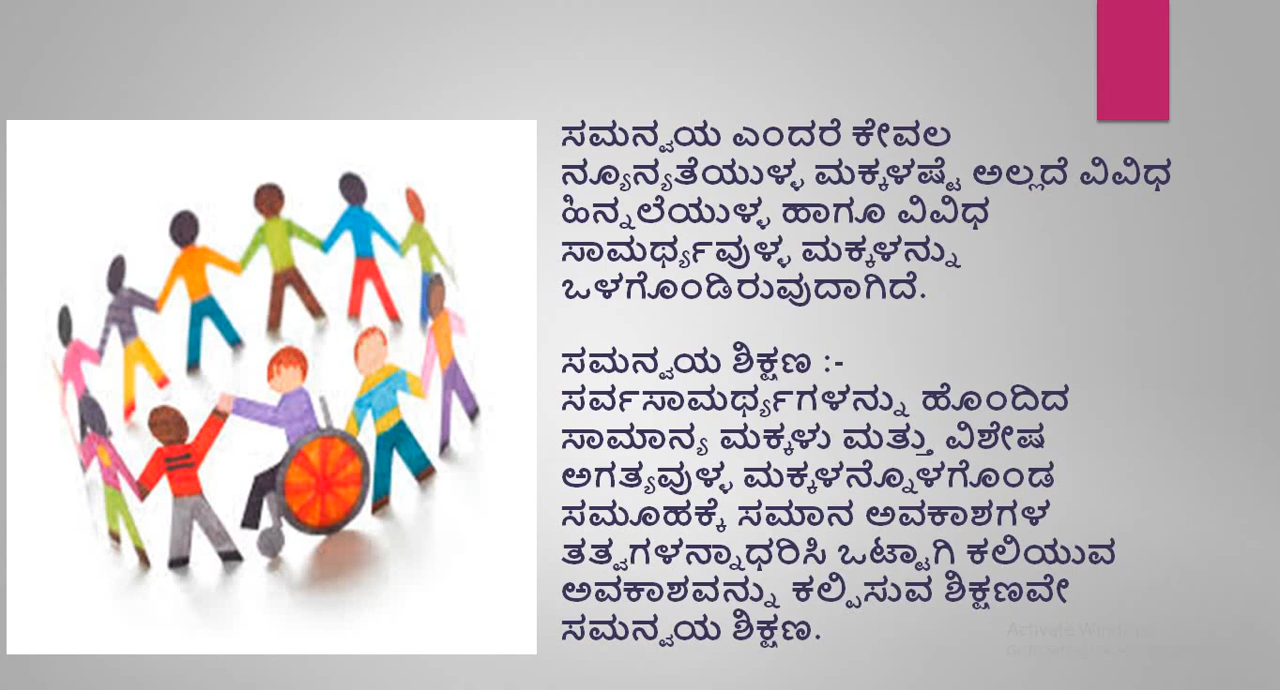 ಸಮನ್ವಯ ಎಂದರೆ ಕೇವಲ
ನ್ಯೂನ್ಯತೆಯುಳ್ಳ ಮಕ್ಕಳಷ್ಟೆ ಅಲ್ಲದೆ ವಿವಿಧ
ಹಿನ್ನಲೆಯುಳ್ಳ ಹಾಗೂ ವಿವಿಧ
ಸಾಮರ್ಥ್ಯವುಳ್ಳ ಮಕ್ಕಳನ್ನು
ಒಳಗೊಂಡಿರುವುದಾಗಿದೆ.
ಸಮನ್ವಯ ಶಿಕ್ಷಣ :-
ಸರ್ವಸಾಮರ್ಥ್ಯಗಳನ್ನು ಹೊಂದಿದ
ಸಾಮಾನ್ಯ ಮಕ್ಕಳು ಮತ್ತು ವಿಶೇಷ
ಅಗತ್ಯವುಳ್ಳ ಮಕ್ಕಳನ್ನೊಳಗೊಂಡ
ಸಮೂಹಕ್ಕೆ ಸಮಾನ ಅವಕಾಶಗಳ
ತತ್ವಗಳನ್ನಾಧರಿಸಿ ಒಟ್ಟಾಗಿ ಕಲಿಯುವ
ಅವಕಾಶವನ್ನು ಕಲ್ಪಿಸುವ ಶಿಕ್ಷಣವೇ
ಸಮನ್ವಯ ಶಿಕ್ಷಣ.
Activate Windows